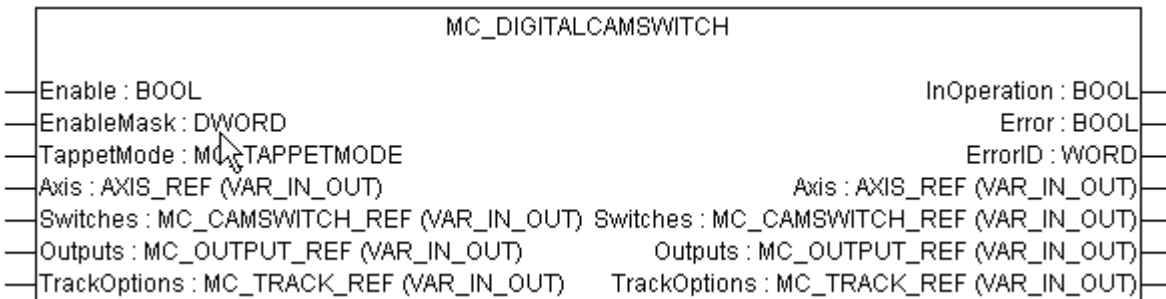 MC_DIGITALCAMSWITCH
Enable : BOOL InOperation : BOOL
EnableMask : DWORD Error : BOOL
TappetMode : MC_TAPPETMODE ErrorID : WORD
Axis : AXIS_REF (VAR_IN_OUT) Axis : AXIS_REF (VAR_IN_OUT)
Switches : MC_CAMSWITCH_REF (VAR_IN_OUT) Switches : MC_CAMSWITCH_REF (VAR_IN_OUT)
Outputs : MC_OUTPUT_REF (VAR_IN_OUT) Outputs : MC_OUTPUT_REF (VAR_IN_OUT)
TrackOptions : MC_TRACK_REF (VAR_IN_OUT) TrackOptions : MC_TRACK_REF (VAR_IN_OUT)